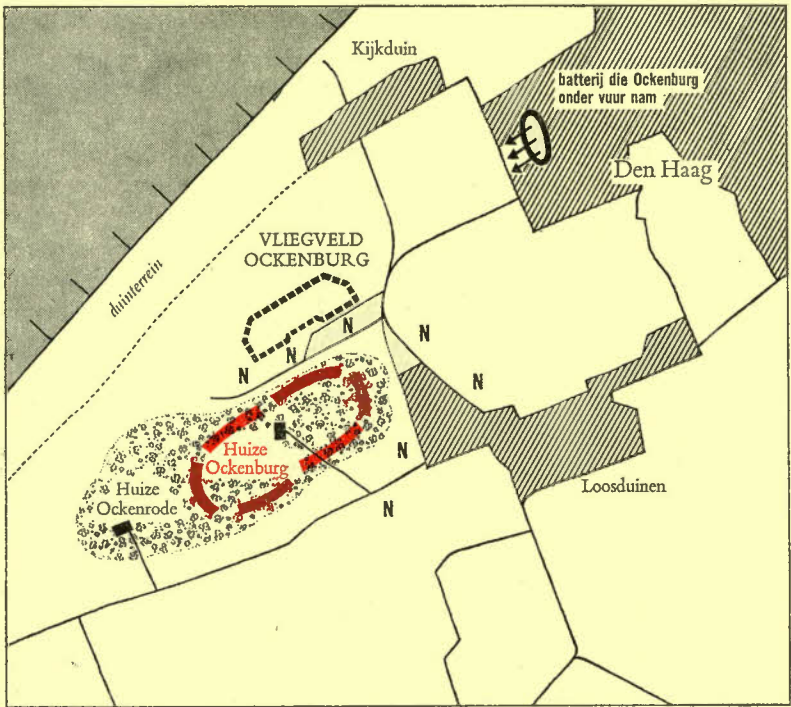 Kijkduin
batterij die Ockenburg
onder vuur nam
Den Haag
VLIEGVELD
OCKENBURG
duinterrein
N
N
N
N
N
Huize
Ockenburg
N
Huize
Ockenrode
Loosduinen
N